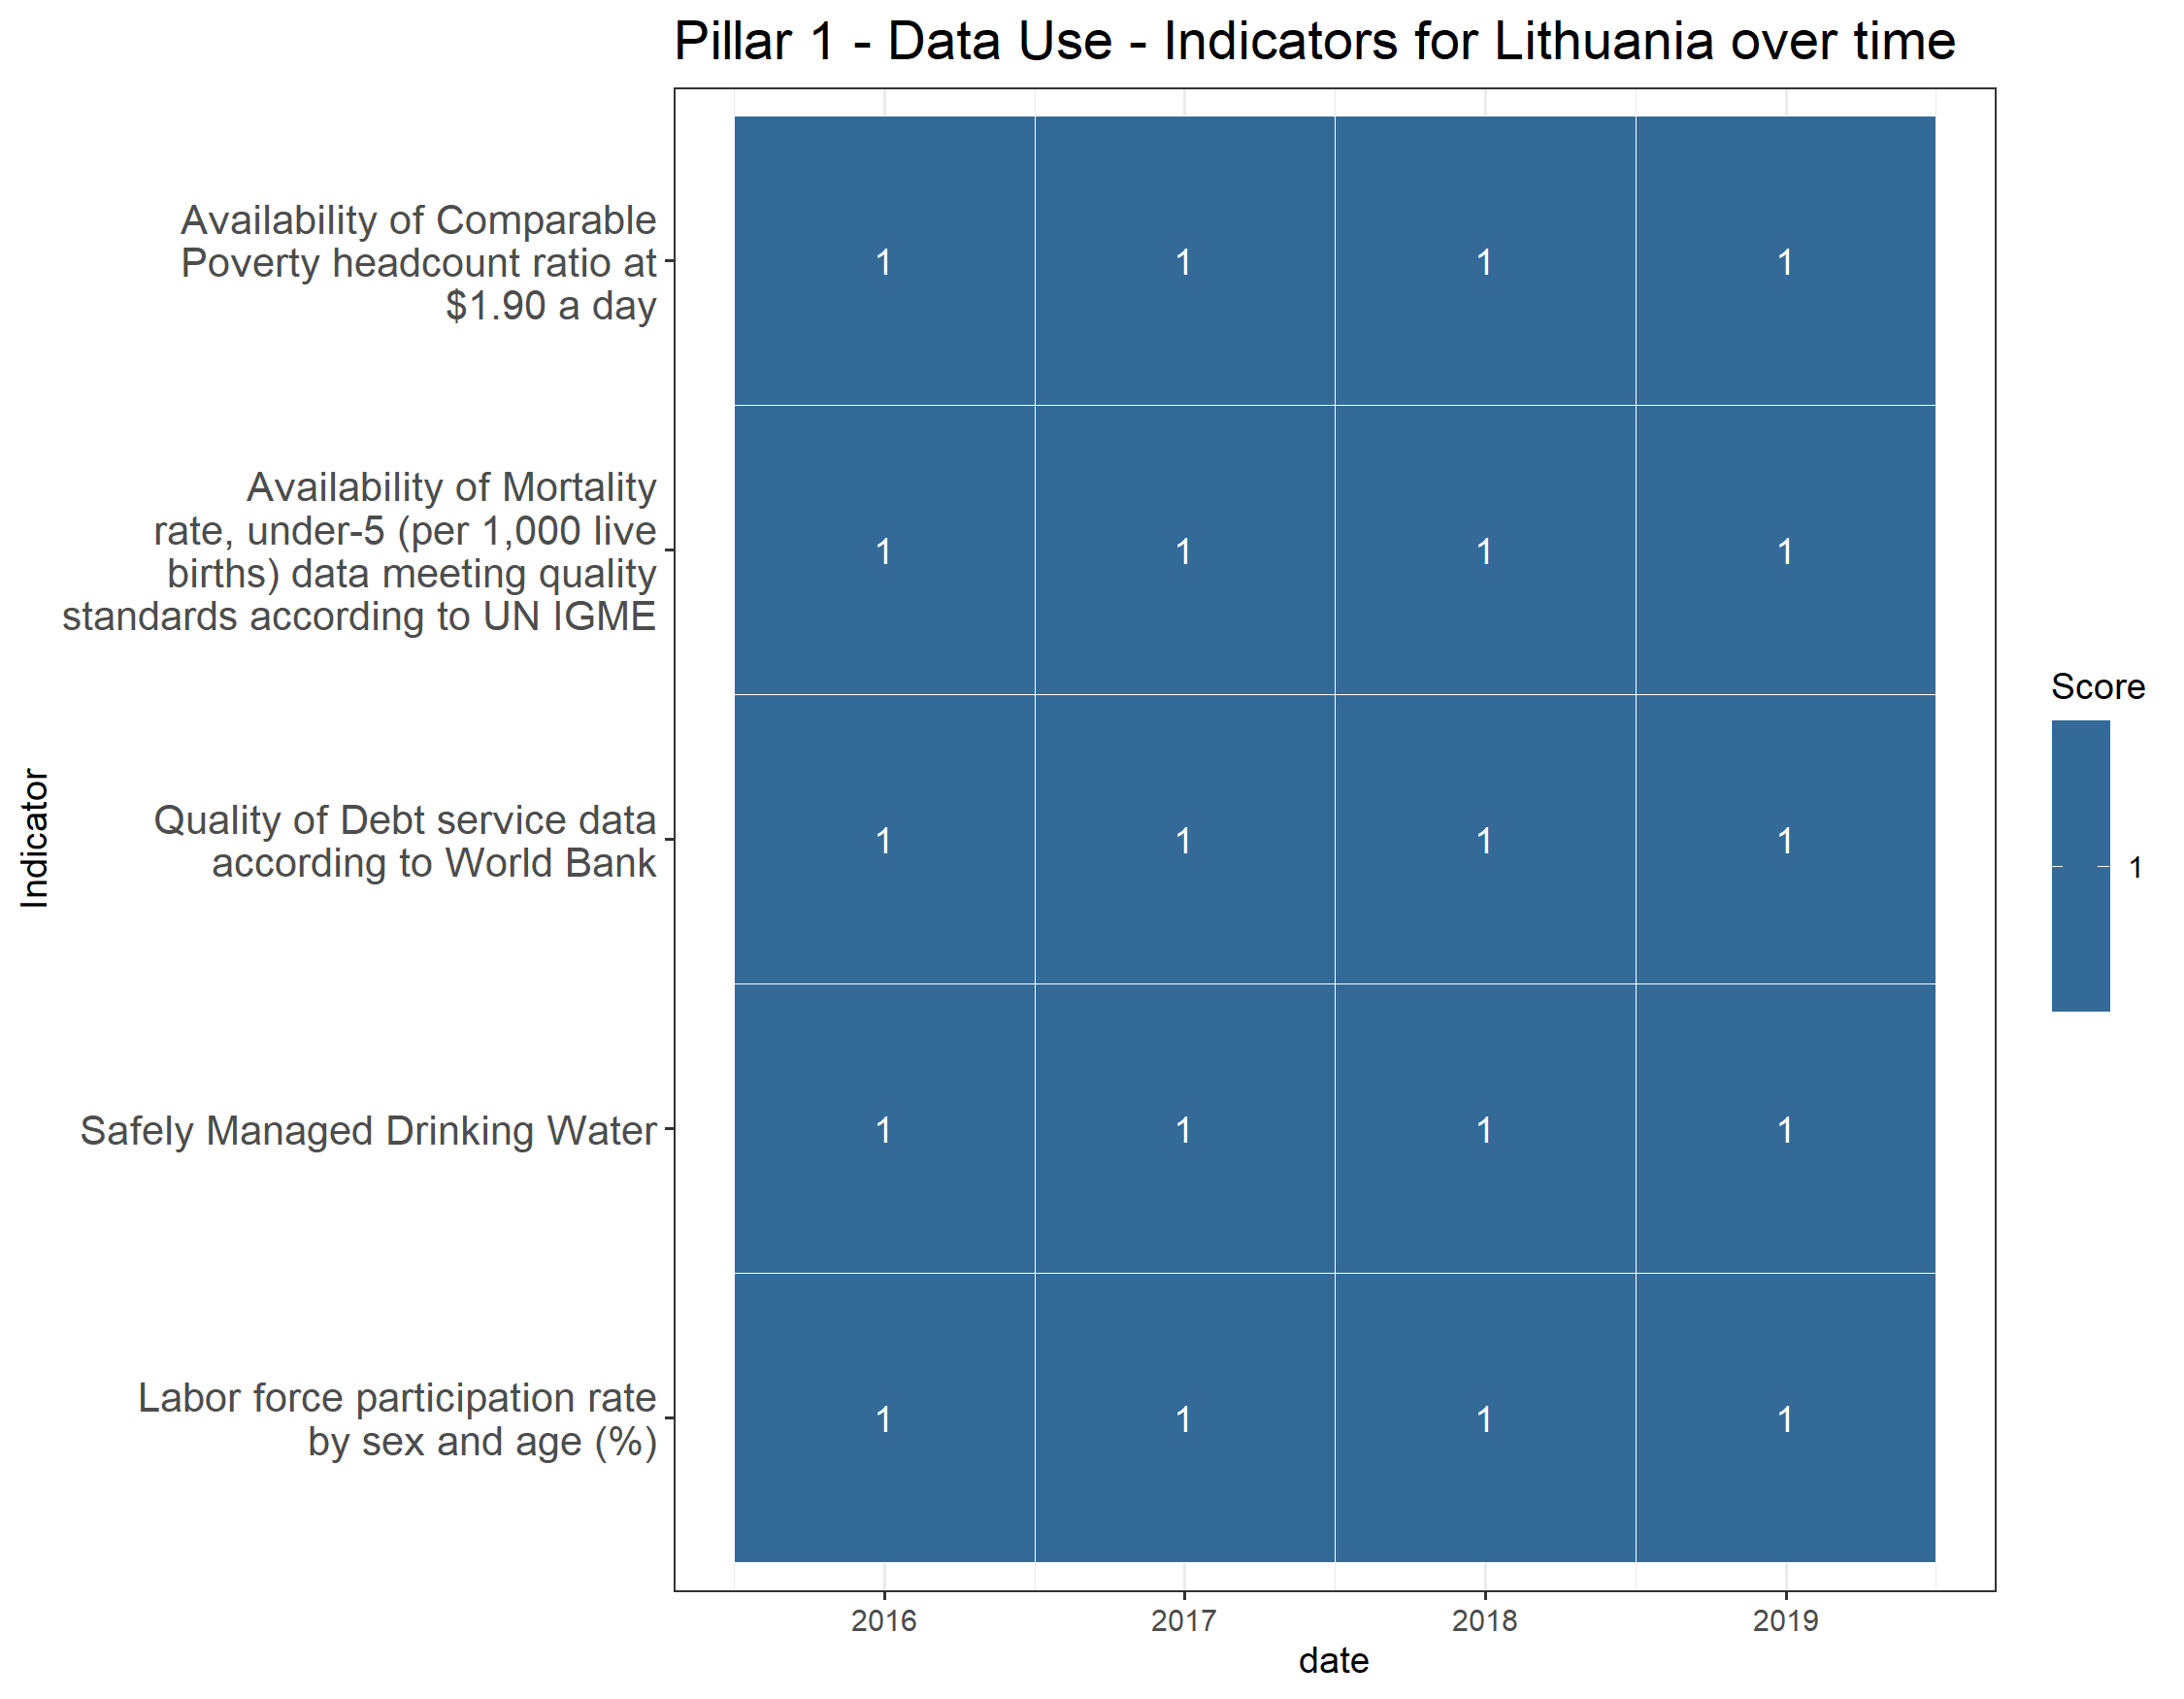 Pillar 1 - Data Use - Indicators for Lithuania over time
Indicator
Availability of Comparable
Poverty headcount ratio at
$1.90 a day
1 1 1 1
Availability of Mortality
rate, under-5 (per 1,000 live
births) data meeting quality
standards according to UN IGME
1 1 1 1
Quality of Debt service data
according to World Bank
1 1 1 1
Safely Managed Drinking Water
1 1 1 1
Labor force participation rate
by sex and age (%)
1 1 1 1
2016 2017 2018 2019
date
Score
1